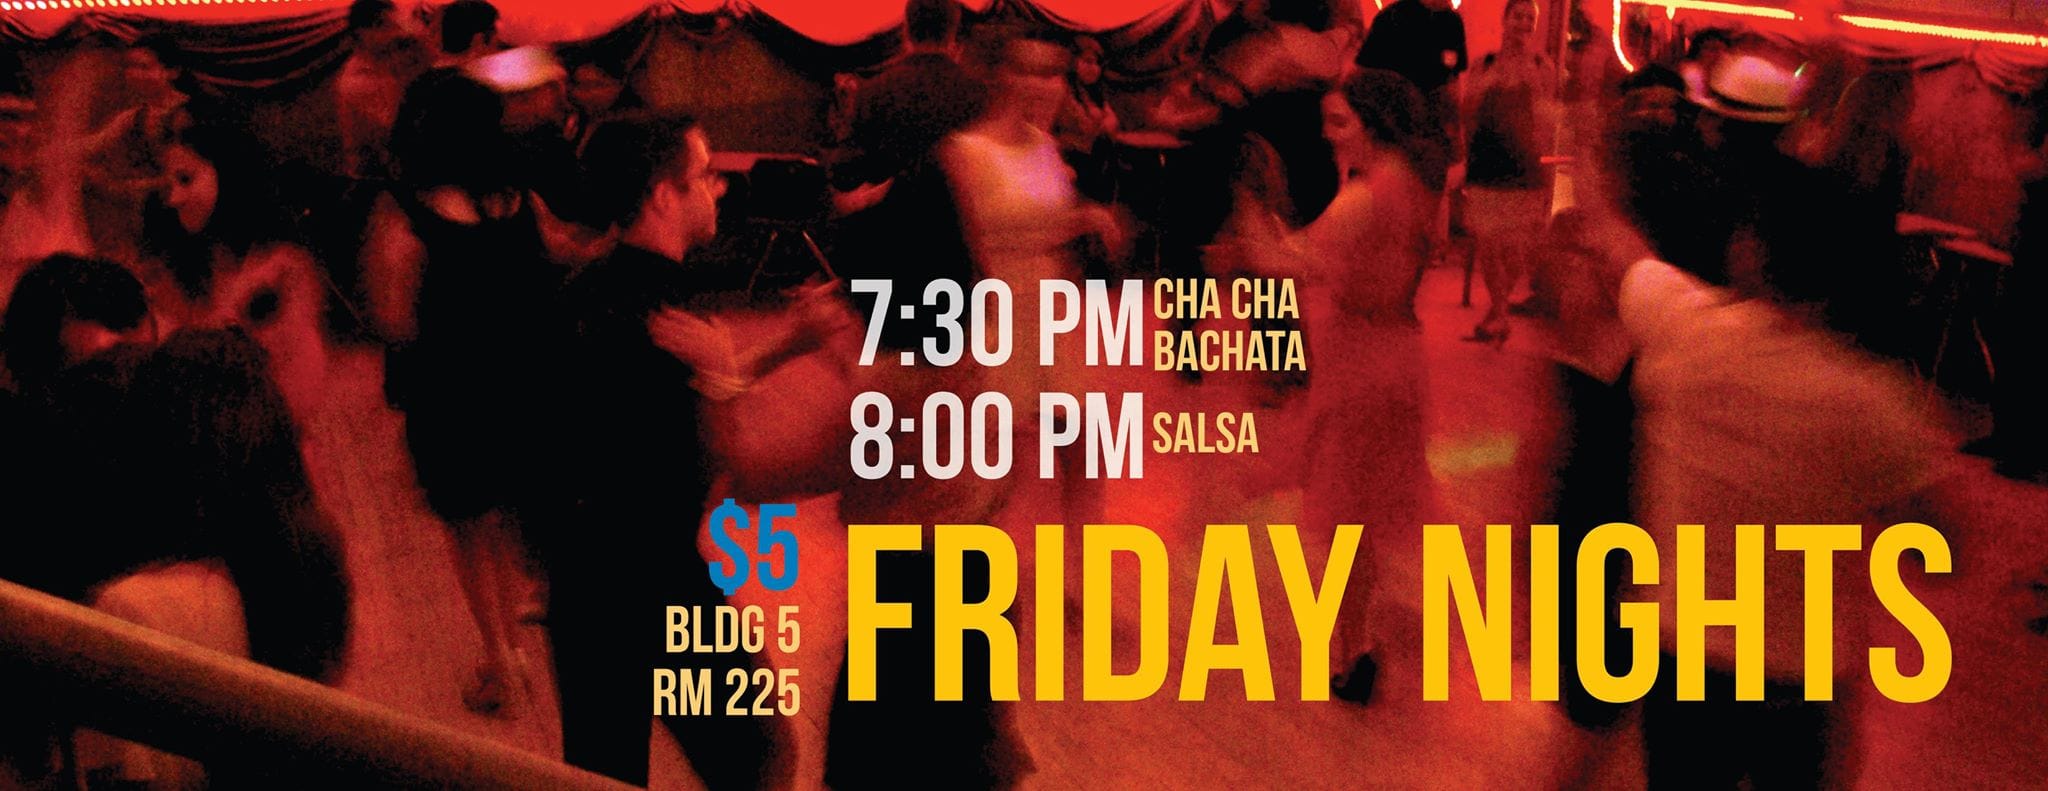 7:30 PM CHA CHA
BACHATA
8:00 PM SALSA
$5
BLDG 5
RM 225
FRIDAY NIGHTS